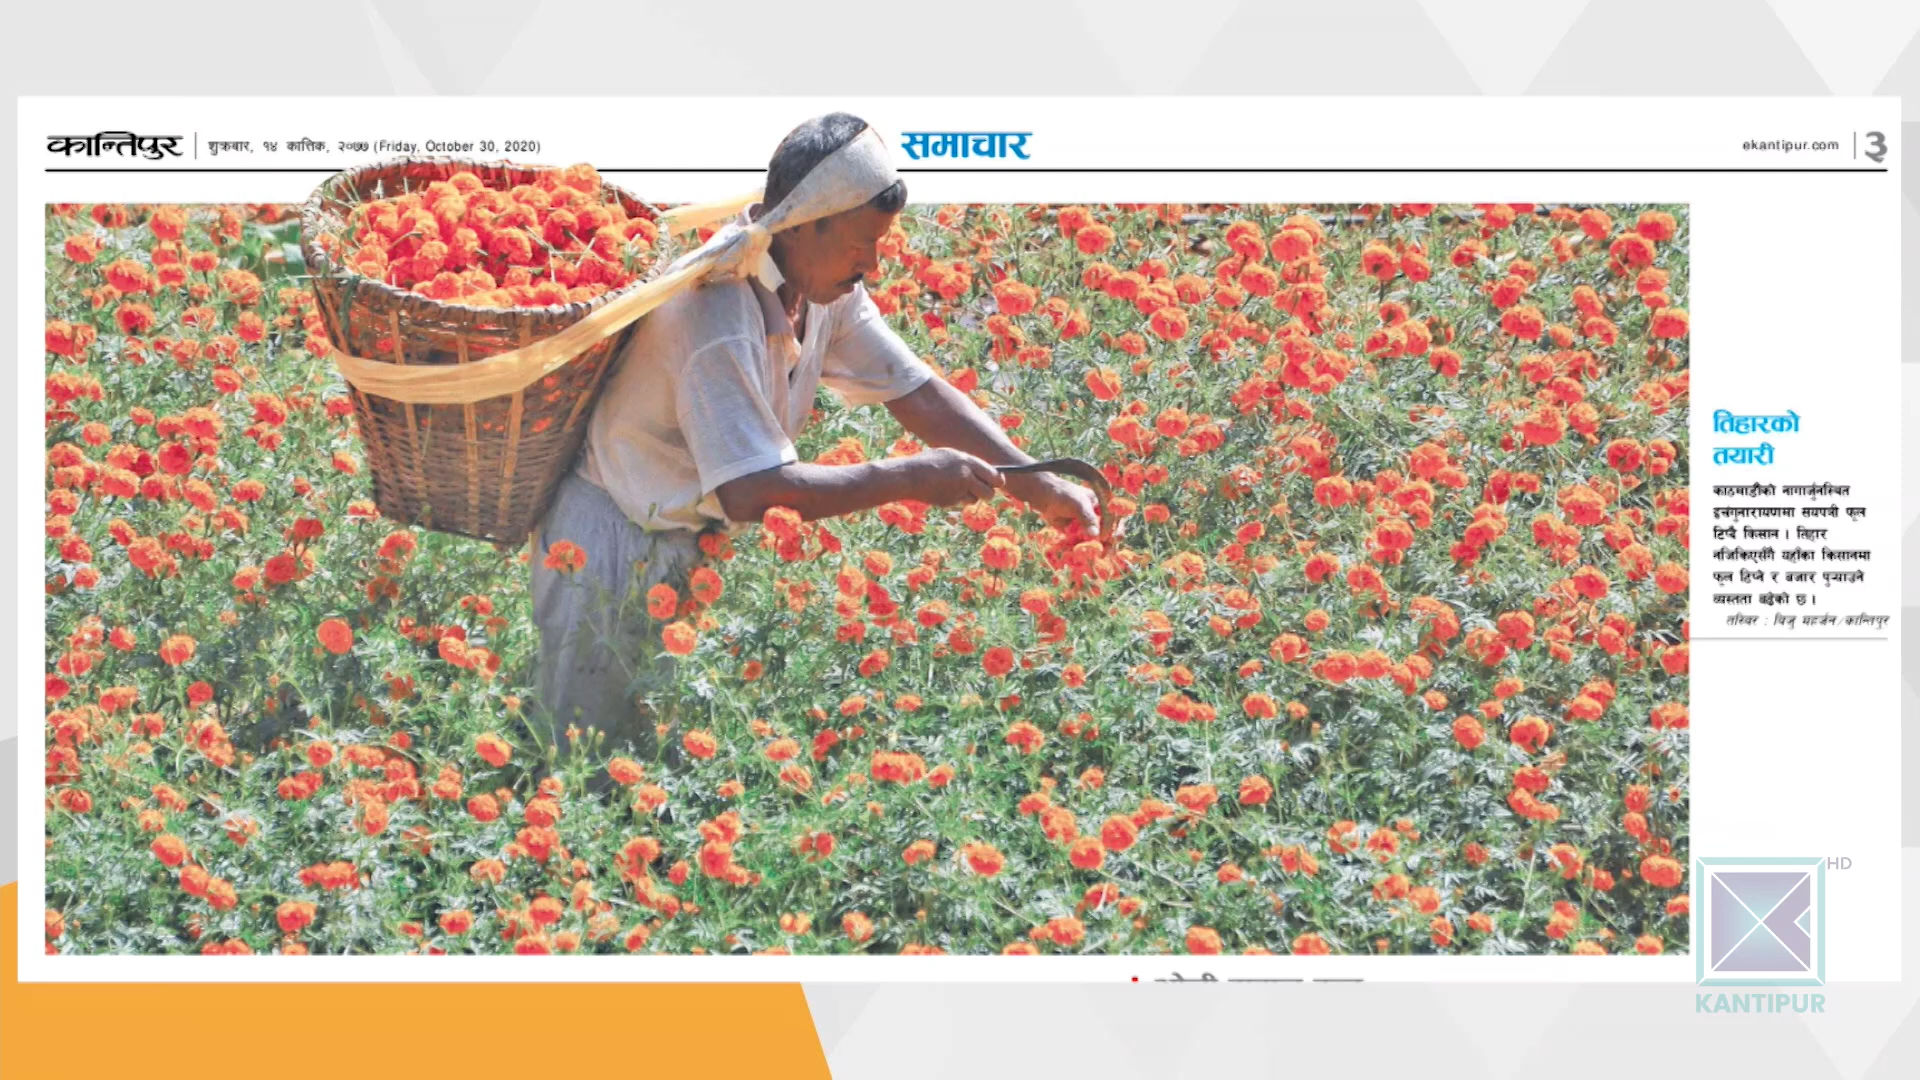 कान्तिपुर
शुक्रबार, १४ कात्तिक, २०७७ (Friday, October 30, 2020)
समाचार
ekantipur.com
३
तिहारको
तयारी
काठमाडौंको नागार्जुनस्थित
इचंगुनारायणमा सयपत्री फूल
टिप्दै किसान । तिहार
नजिकिएसँगै यहाँका किसानमा
फूल टिप्ने र बजार पुर्‍याउने
व्यस्तता बढेको छ ।
तस्बिर : विजु महर्जन/कान्तिपुर
HD
KANTIPUR